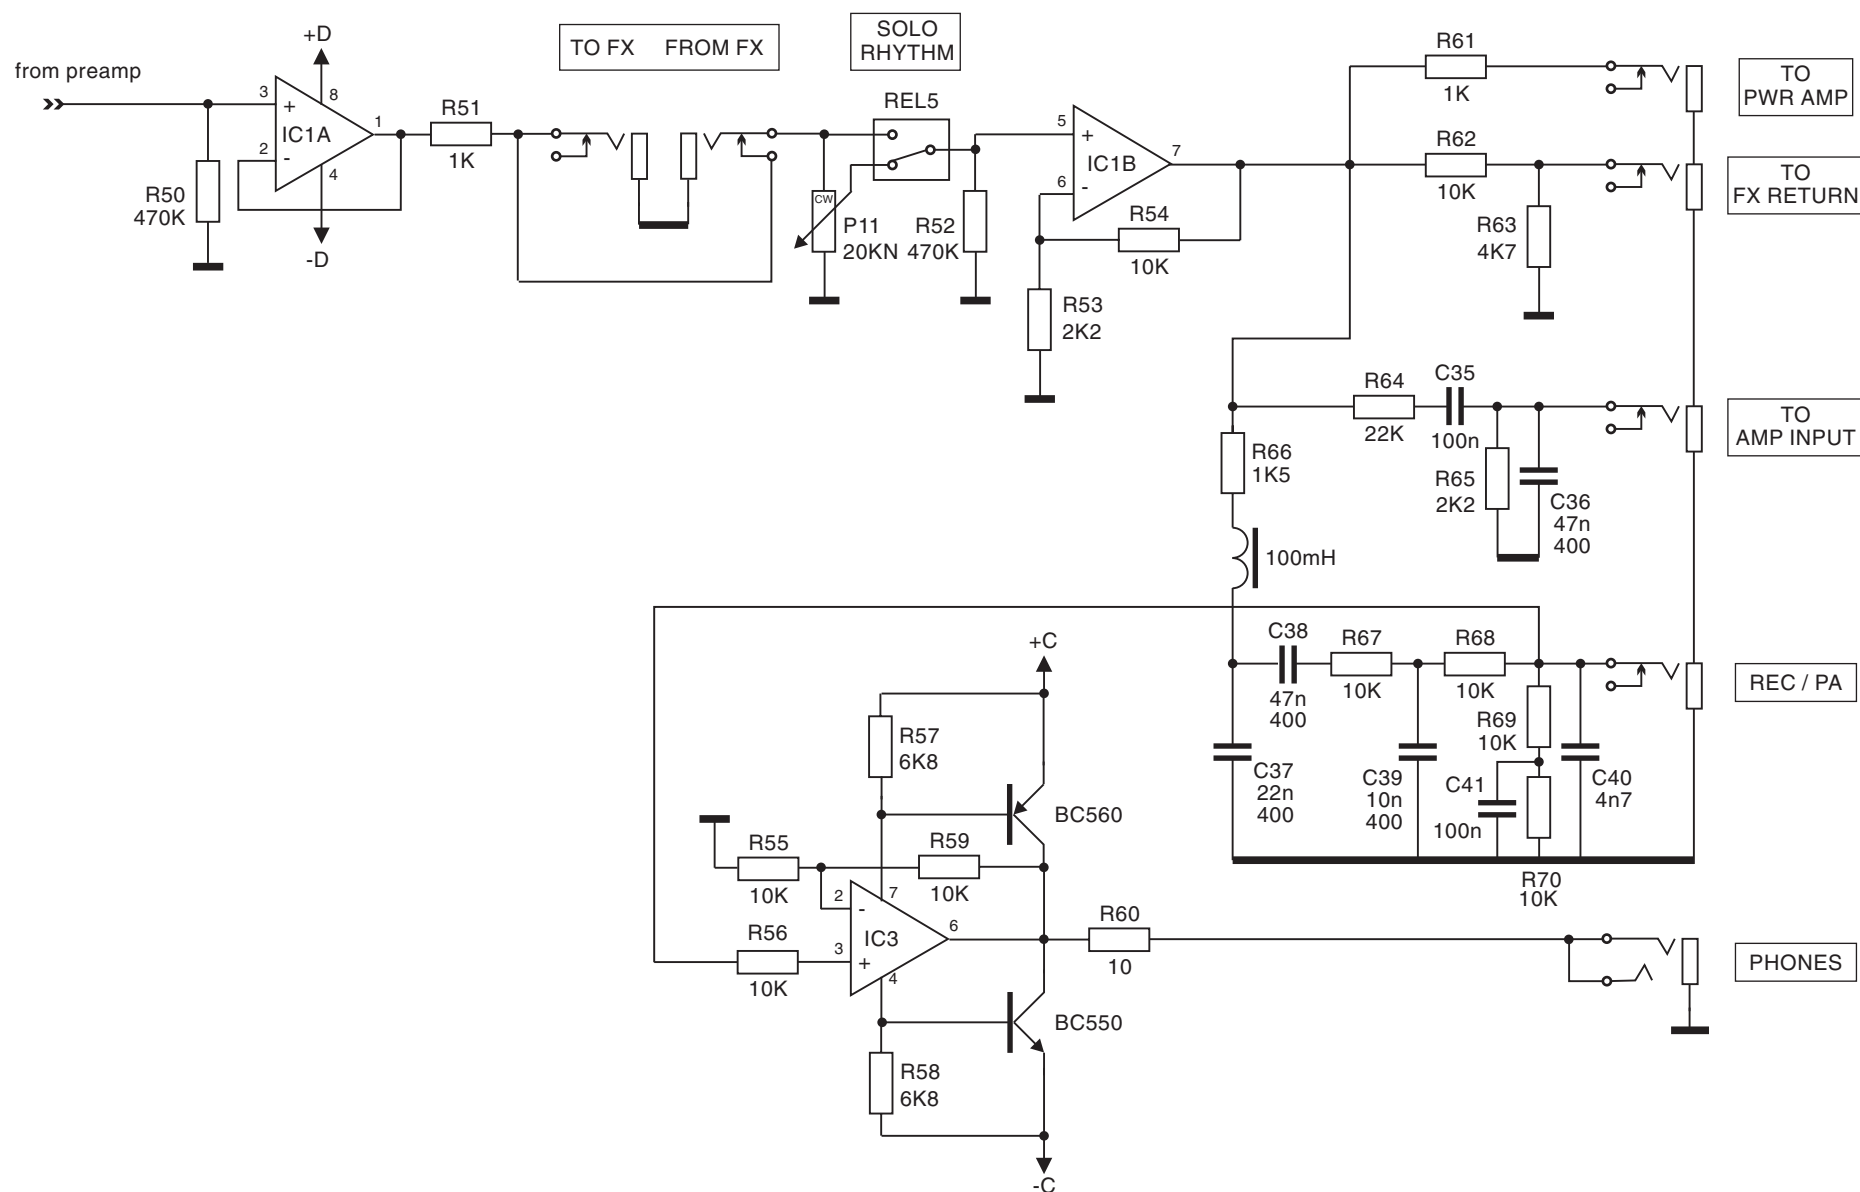 from preamp
+D
3
+
8
IC1A
1
2
-
4
-D
R50
470K
R51
1K
TO FX FROM FX
SOLO
RHYTHM
REL5
CW
P11
20KN
R52
470K
5
+
IC1B
7
6
-
R54
10K
R53
2K2
R61
1K
TO
PWR AMP
R62
10K
R63
4K7
TO
FX RETURN
R64
22K
C35
100n
R65
2K2
C36
47n
400
TO
AMP INPUT
R66
1K5
100mH
C38
47n
400
R67
10K
R68
10K
R69
10K
C37
22n
400
C39
10n
400
C41
100n
C40
4n7
R70
10K
REC / PA
+C
R57
6K8
BC560
R55
10K
R59
10K
2
-
7
IC3
6
3
+
4
R56
10K
R60
10
PHONES
BC550
R58
6K8
-C